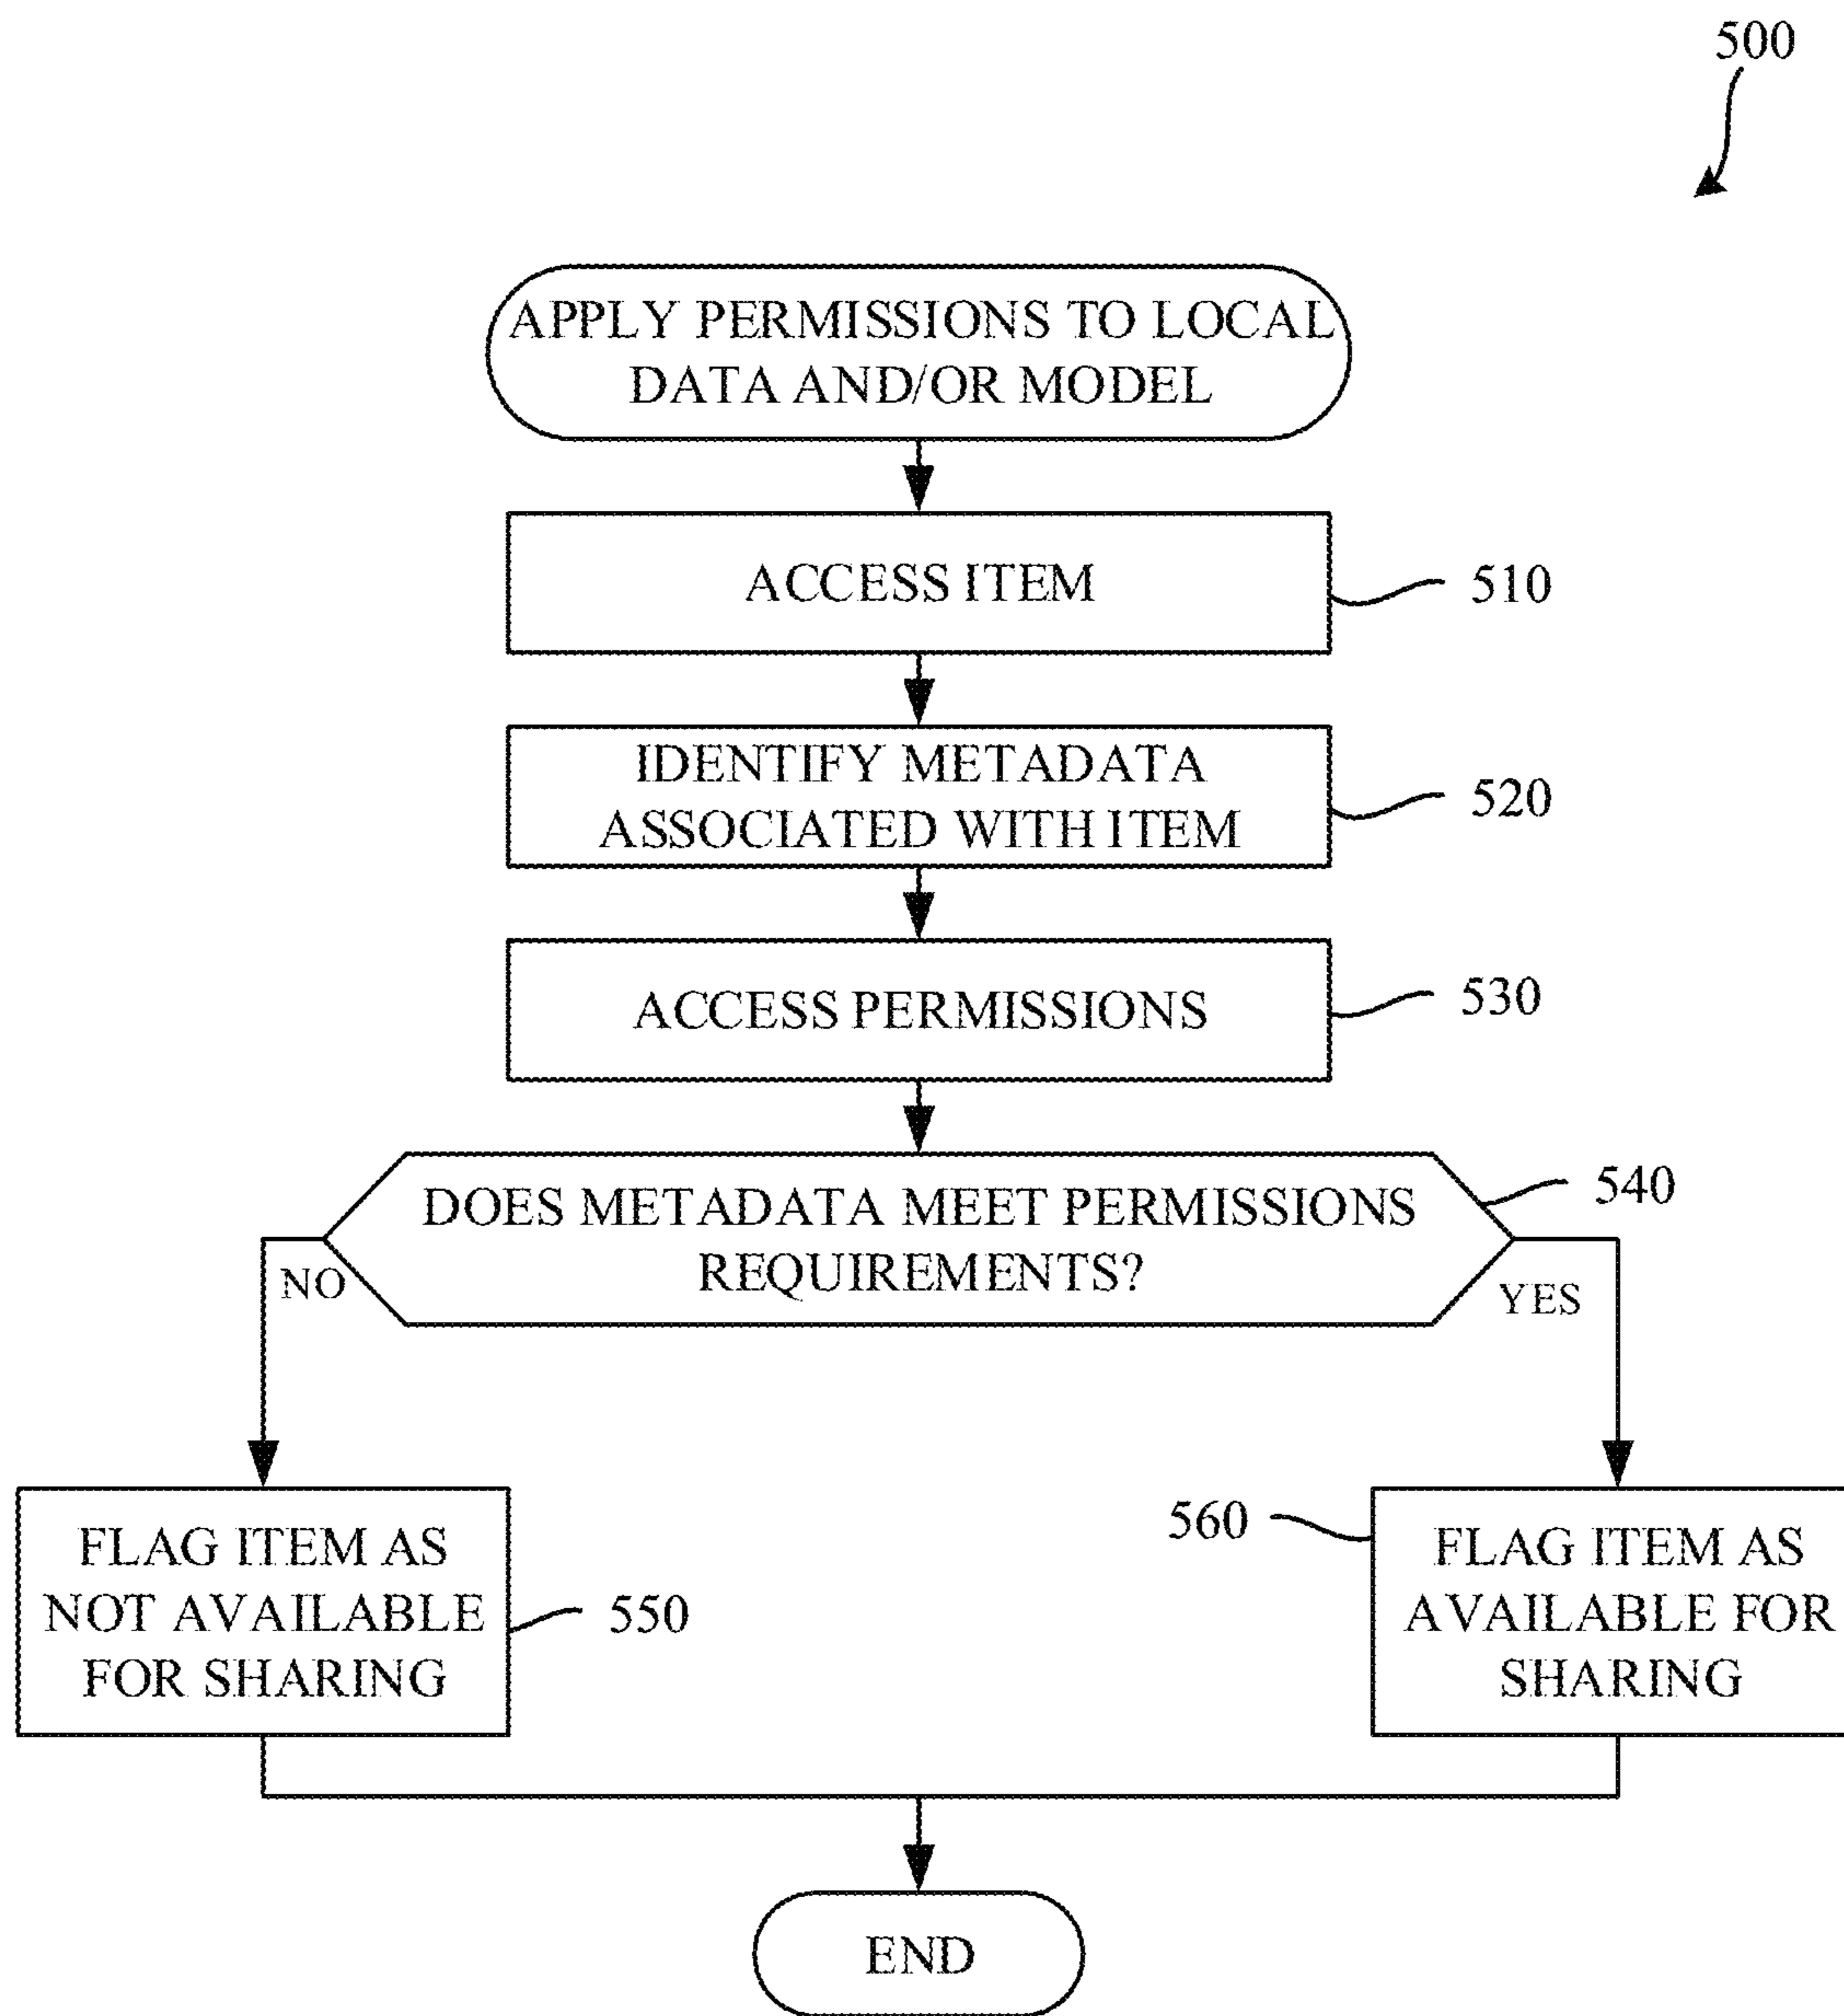 500
APPLY PERMISSIONS TO LOCAL
DATA AND/OR MODEL
ACCESS ITEM
510
IDENTIFY METADATA
ASSOCIATED WITH ITEM
520
ACCESS PERMISSIONS
530
DOES METADATA MEET PERMISSIONS
REQUIREMENTS?
540
NO
YES
FLAG ITEM AS
NOT AVAILABLE
FOR SHARING
550
560
FLAG ITEM AS
AVAILABLE FOR
SHARING
END